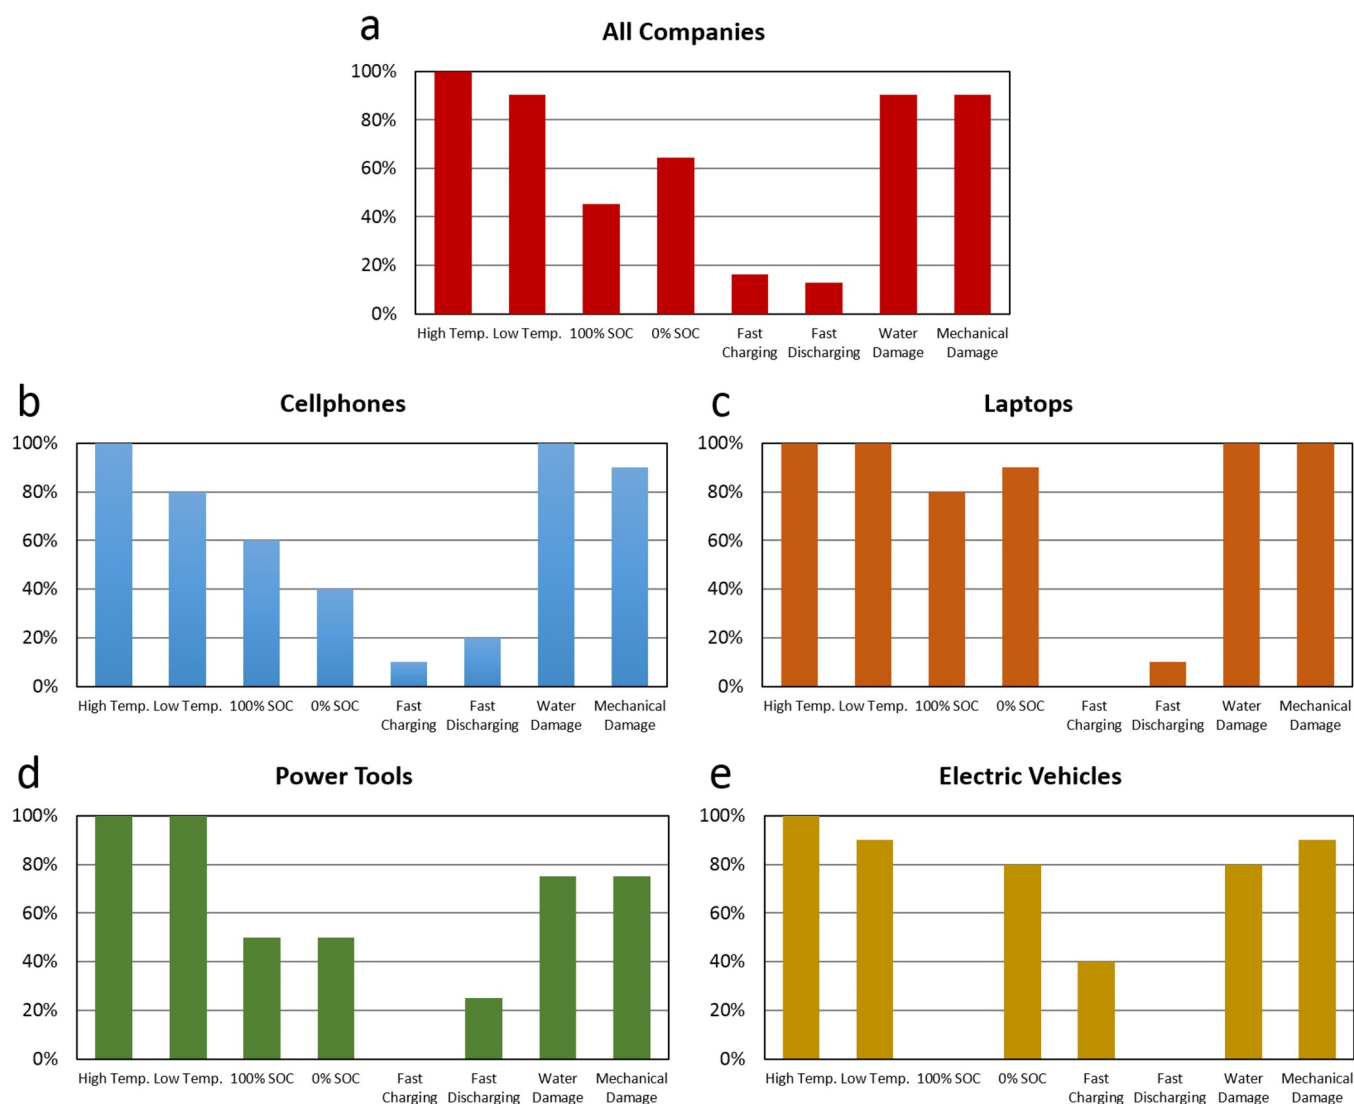 a
All Companies
100%
80%
60%
40%
20%
0%
High Temp. Low Temp. 100% SOC 0% SOC Fast Charging Fast Discharging Water Damage Mechanical Damage
b
Cellphones
100%
80%
60%
40%
20%
0%
High Temp. Low Temp. 100% SOC 0% SOC Fast Charging Fast Discharging Water Damage Mechanical Damage
c
Laptops
100%
80%
60%
40%
20%
0%
High Temp. Low Temp. 100% SOC 0% SOC Fast Charging Fast Discharging Water Damage Mechanical Damage
d
Power Tools
100%
80%
60%
40%
20%
0%
High Temp. Low Temp. 100% SOC 0% SOC Fast Charging Fast Discharging Water Damage Mechanical Damage
e
Electric Vehicles
100%
80%
60%
40%
20%
0%
High Temp. Low Temp. 100% SOC 0% SOC Fast Charging Fast Discharging Water Damage Mechanical Damage